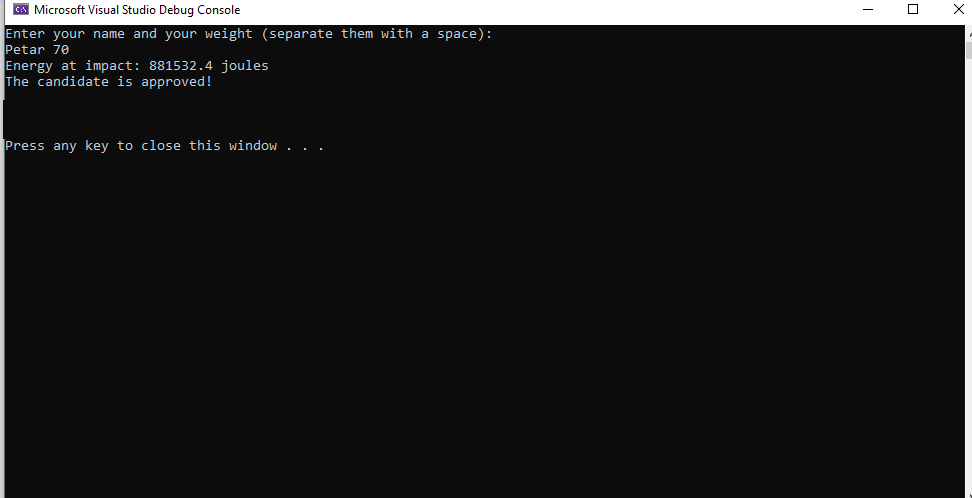 Microsoft Visual Studio Debug Console
Enter your name and your weight (separate them with a space):
Petar 70
Energy at impact: 881532.4 joules
The candidate is approved!
Press any key to close this window . . .